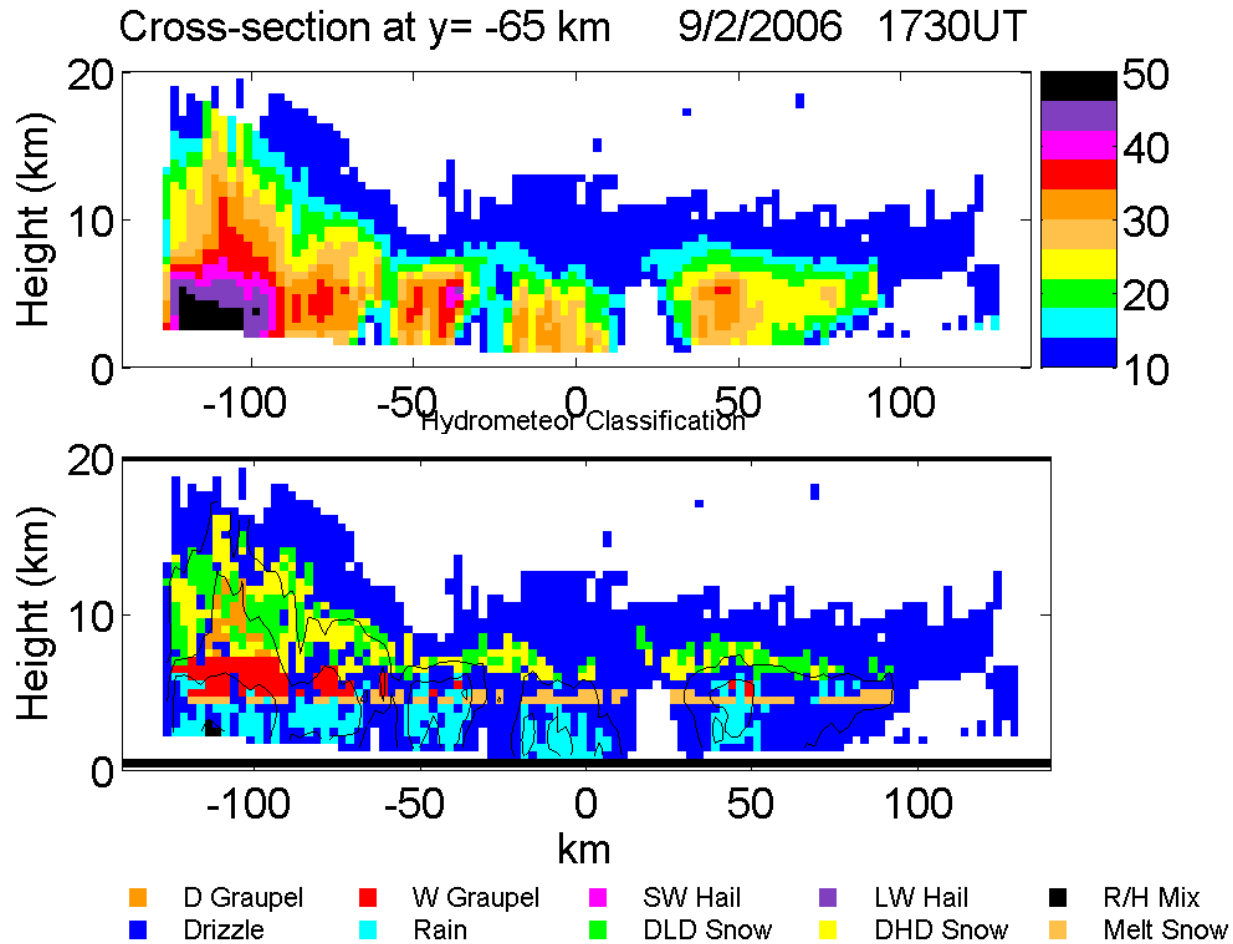 Cross-section at y= -65 km 9/2/2006 1730UT
20
10
0
Height (km)
-100 -50 0 50 100
50
40
30
20
10
Hydrometeor Classification
20
10
0
Height (km)
-100 -50 0 50 100
km
D Graupel W Graupel SW Hail LW Hail R/H Mix
Drizzle Rain DLD Snow DHD Snow Melt Snow